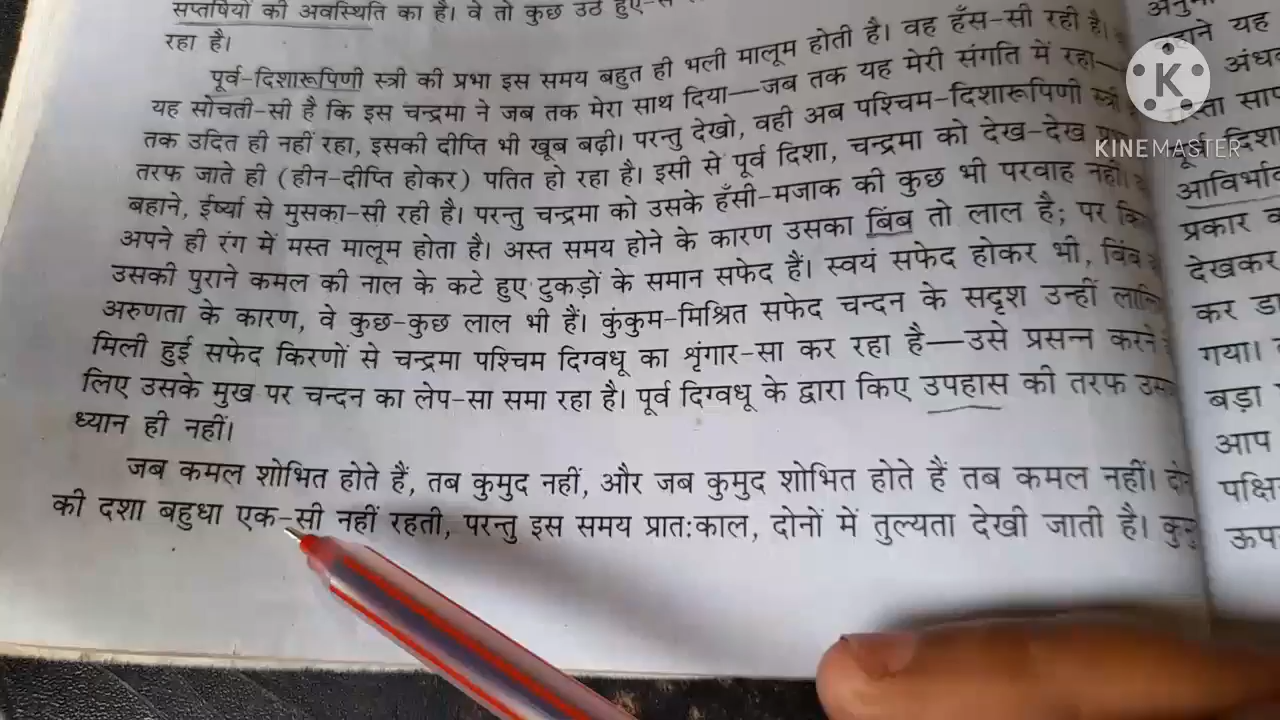 सप्तर्षियों की अवस्थिति का है। वे तो कुछ उठे हुए-से
रहा है।
पूर्व-दिशारूपिणी स्त्री की प्रभा इस समय बहुत ही भली मालूम होती है। वह हँस-सी रही है।
यह सोचती-सी है कि इस चन्द्रमा ने जब तक मेरा साथ दिया—जब तक यह मेरी संगति में रहा—
तक उदित ही नहीं रहा, इसकी दीप्ति भी खूब बढ़ी। परन्तु देखो, वही अब पश्चिम-दिशारूपिणी स्त्री
तरफ जाते ही (हीन-दीप्ति होकर) पतित हो रहा है। इसी से पूर्व दिशा, चन्द्रमा को देख-देख
बहाने, ईर्ष्या से मुसका-सी रही है। परन्तु चन्द्रमा को उसके हँसी-मजाक की कुछ भी परवाह नहीं।
अपने ही रंग में मस्त मालूम होता है। अस्त समय होने के कारण उसका बिंब तो लाल है; पर
उसकी पुराने कमल की नाल के कटे हुए टुकड़ों के समान सफेद हैं। स्वयं सफेद होकर भी, बिंब
अरुणता के कारण, वे कुछ-कुछ लाल भी हैं। कुंकुम-मिश्रित सफेद चन्दन के सदृश उन्हीं
मिली हुई सफेद किरणों से चन्द्रमा पश्चिम दिग्वधू का शृंगार-सा कर रहा है—उसे प्रसन्न करने
लिए उसके मुख पर चन्दन का लेप-सा समा रहा है। पूर्व दिग्वधू के द्वारा किए उपहास की तरफ
ध्यान ही नहीं।
जब कमल शोभित होते हैं, तब कुमुद नहीं, और जब कुमुद शोभित होते हैं तब कमल नहीं।
की दशा बहुधा एक-सी नहीं रहती, परन्तु इस समय प्रात:काल, दोनों में तुल्यता देखी जाती है।
यह
K
KINEMASTER
आविर्भाव
प्रकार
देखकर
कर
गया।
बड़ा
आप